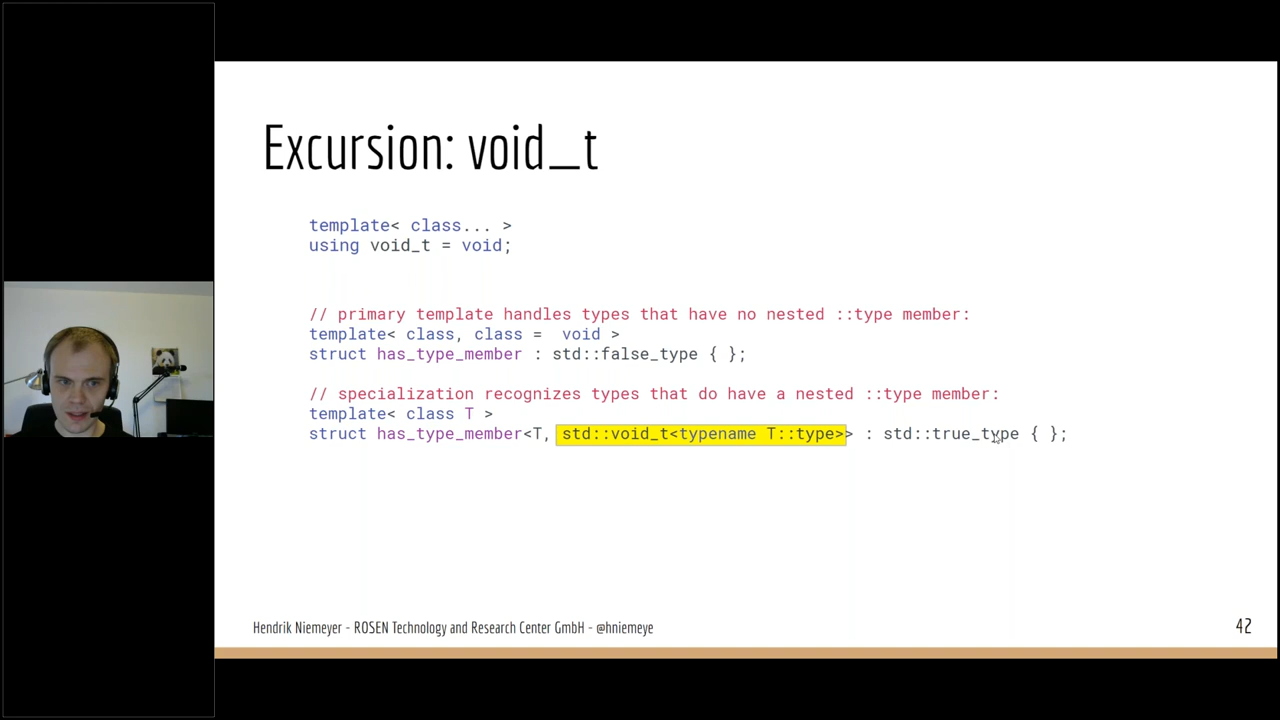 Excursion: void_t
template< class... >
using void_t = void;
// primary template handles types that have no nested ::type member:
template< class, class =  void >
struct has_type_member : std::false_type { };
// specialization recognizes types that do have a nested ::type member:
template< class T >
struct has_type_member<T, std::void_t<typename T::type>> : std::true_type { };
Hendrik Niemeyer - ROSEN Technology and Research Center GmbH - @hniemeye
42